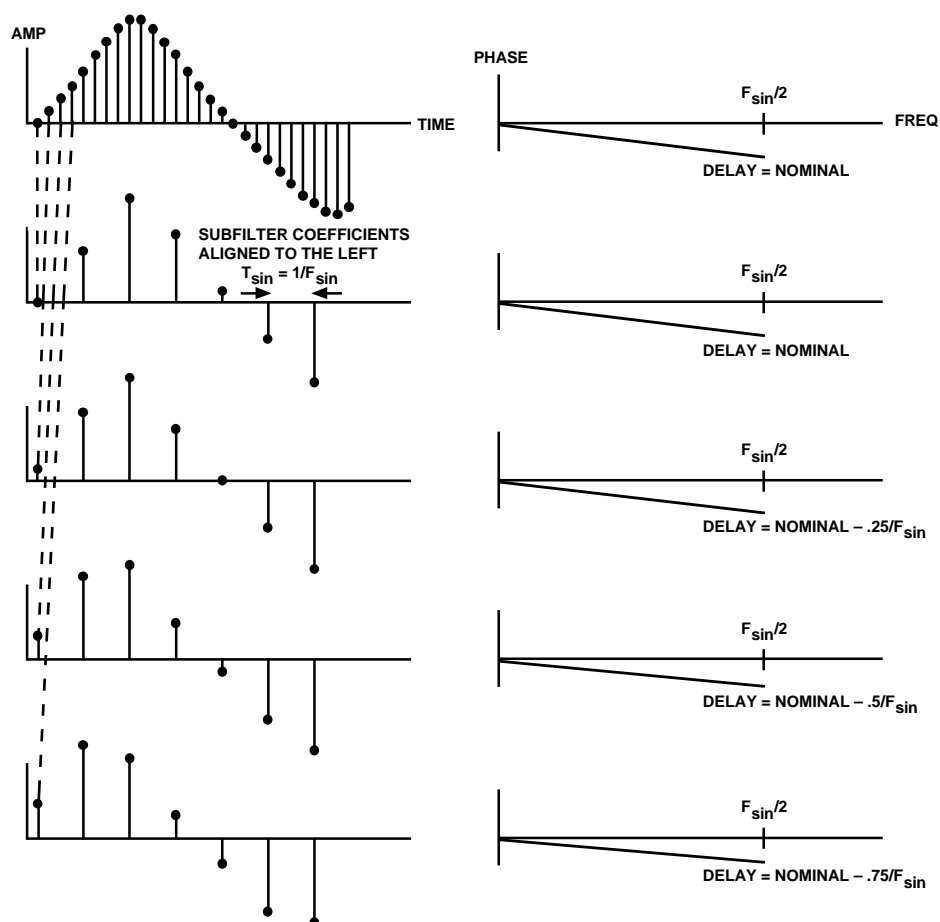 AMP
TIME
SUBFILTER COEFFICIENTS
ALIGNED TO THE LEFT
Tsin = 1/Fsin
PHASE
Fsin/2
FREQ
DELAY = NOMINAL
Fsin/2
DELAY = NOMINAL
Fsin/2
DELAY = NOMINAL – .25/Fsin
Fsin/2
DELAY = NOMINAL – .5/Fsin
Fsin/2
DELAY = NOMINAL – .75/Fsin